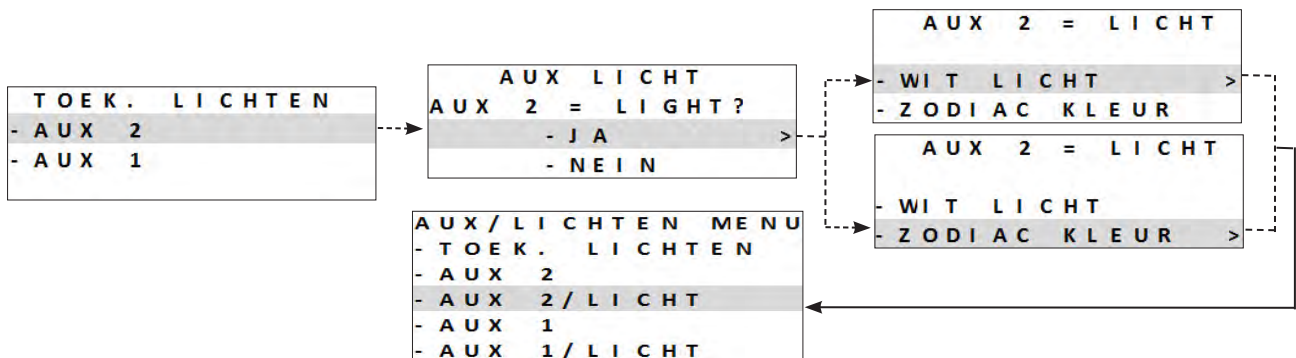 TOEK. LICHTEN
- AUX 2
- AUX 1
AUX LICHT
AUX 2 = LIGHT?
- JA >
- NEIN
AUX 2 = LICHT
- WIT LICHT >
- ZODIAC KLEUR
AUX 2 = LICHT
- WIT LICHT
- ZODIAC KLEUR >
AUX/LICHTEN MENU
- TOEK. LICHTEN
- AUX 2
- AUX 2/LICHT
- AUX 1
- AUX 1/LICHT